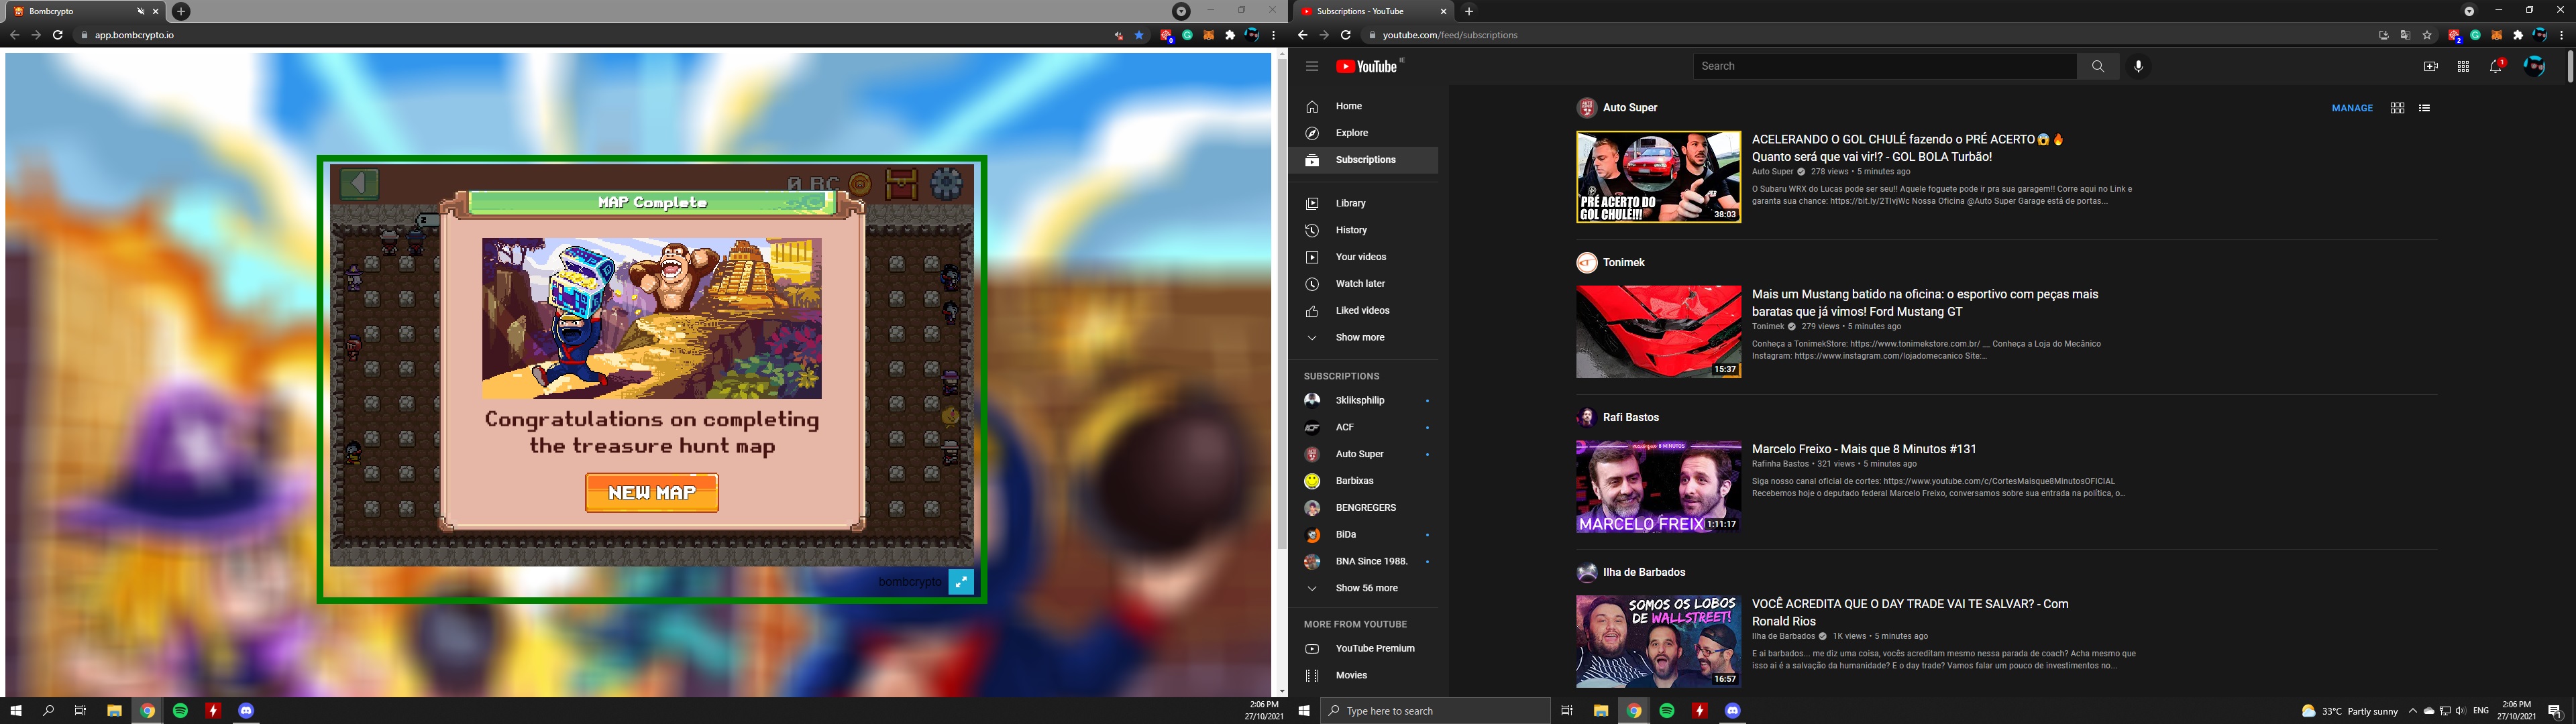 Bombcrypto
app.bombcrypto.io
0 BC
MAP Complete
Congratulations on completing
the treasure hunt map
NEW MAP
bombcrypto
2:06 PM
27/10/2021
Subscriptions - YouTube
youtube.com/feed/subscriptions
YouTube IE
Search
1
Home
Explore
Subscriptions
Library
History
Your videos
Watch later
Liked videos
Show more
SUBSCRIPTIONS
3kliksphilip
ACF
Auto Super
Barbixas
BENGREGERS
BiDa
BNA Since 1988.
Show 56 more
MORE FROM YOUTUBE
YouTube Premium
Movies
Auto Super
MANAGE
PRÉ ACERTO DO
GOL CHULÉ!!!
38:03
ACELERANDO O GOL CHULÉ fazendo o PRÉ ACERTO😱🔥
Quanto será que vai vir!? - GOL BOLA Turbão!
Auto Super 278 views • 5 minutes ago
O Subaru WRX do Lucas pode ser seu!! Aquele foguete pode ir pra sua garagem!! Corre aqui no Link e
garanta sua chance: https://bit.ly/2TIvjWc Nossa Oficina @Auto Super Garage está de portas...
Tonimek
15:37
Mais um Mustang batido na oficina: o esportivo com peças mais
baratas que já vimos! Ford Mustang GT
Tonimek 279 views • 5 minutes ago
Conheça a TonimekStore: https://www.tonimekstore.com.br/ __ Conheça a Loja do Mecânico
Instagram: https://www.instagram.com/lojadomecanico Site:...
Rafi Bastos
MARCELO FREIX
1:11:17
Marcelo Freixo - Mais que 8 Minutos #131
Rafinha Bastos • 321 views • 5 minutes ago
Siga nosso canal oficial de cortes: https://www.youtube.com/c/CortesMaisque8MinutosOFICIAL
Recebemos hoje o deputado federal Marcelo Freixo, conversamos sobre sua entrada na política, o...
Ilha de Barbados
SOMOS OS LOBOS
DE WALLSTREET!
16:57
VOCÊ ACREDITA QUE O DAY TRADE VAI TE SALVAR? - Com
Ronald Rios
Ilha de Barbados 1K views • 5 minutes ago
E ai barbados... me diz uma coisa, vocês acreditam mesmo nessa parada de coach? Acha mesmo que
isso ai é a salvação da humanidade? E o day trade? Vamos falar um pouco de investimentos no...
Type here to search
33°C Partly sunny
ENG
2:06 PM
27/10/2021